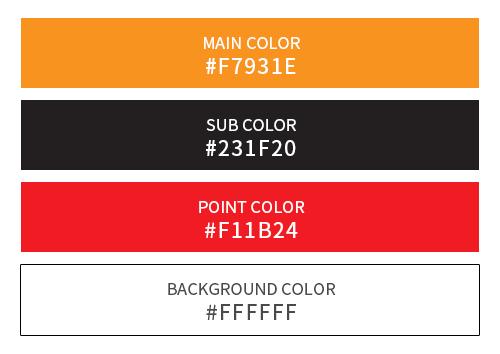 MAIN COLOR
#F7931E
SUB COLOR
#231F20
POINT COLOR
#F11B24
BACKGROUND COLOR
#FFFFFF